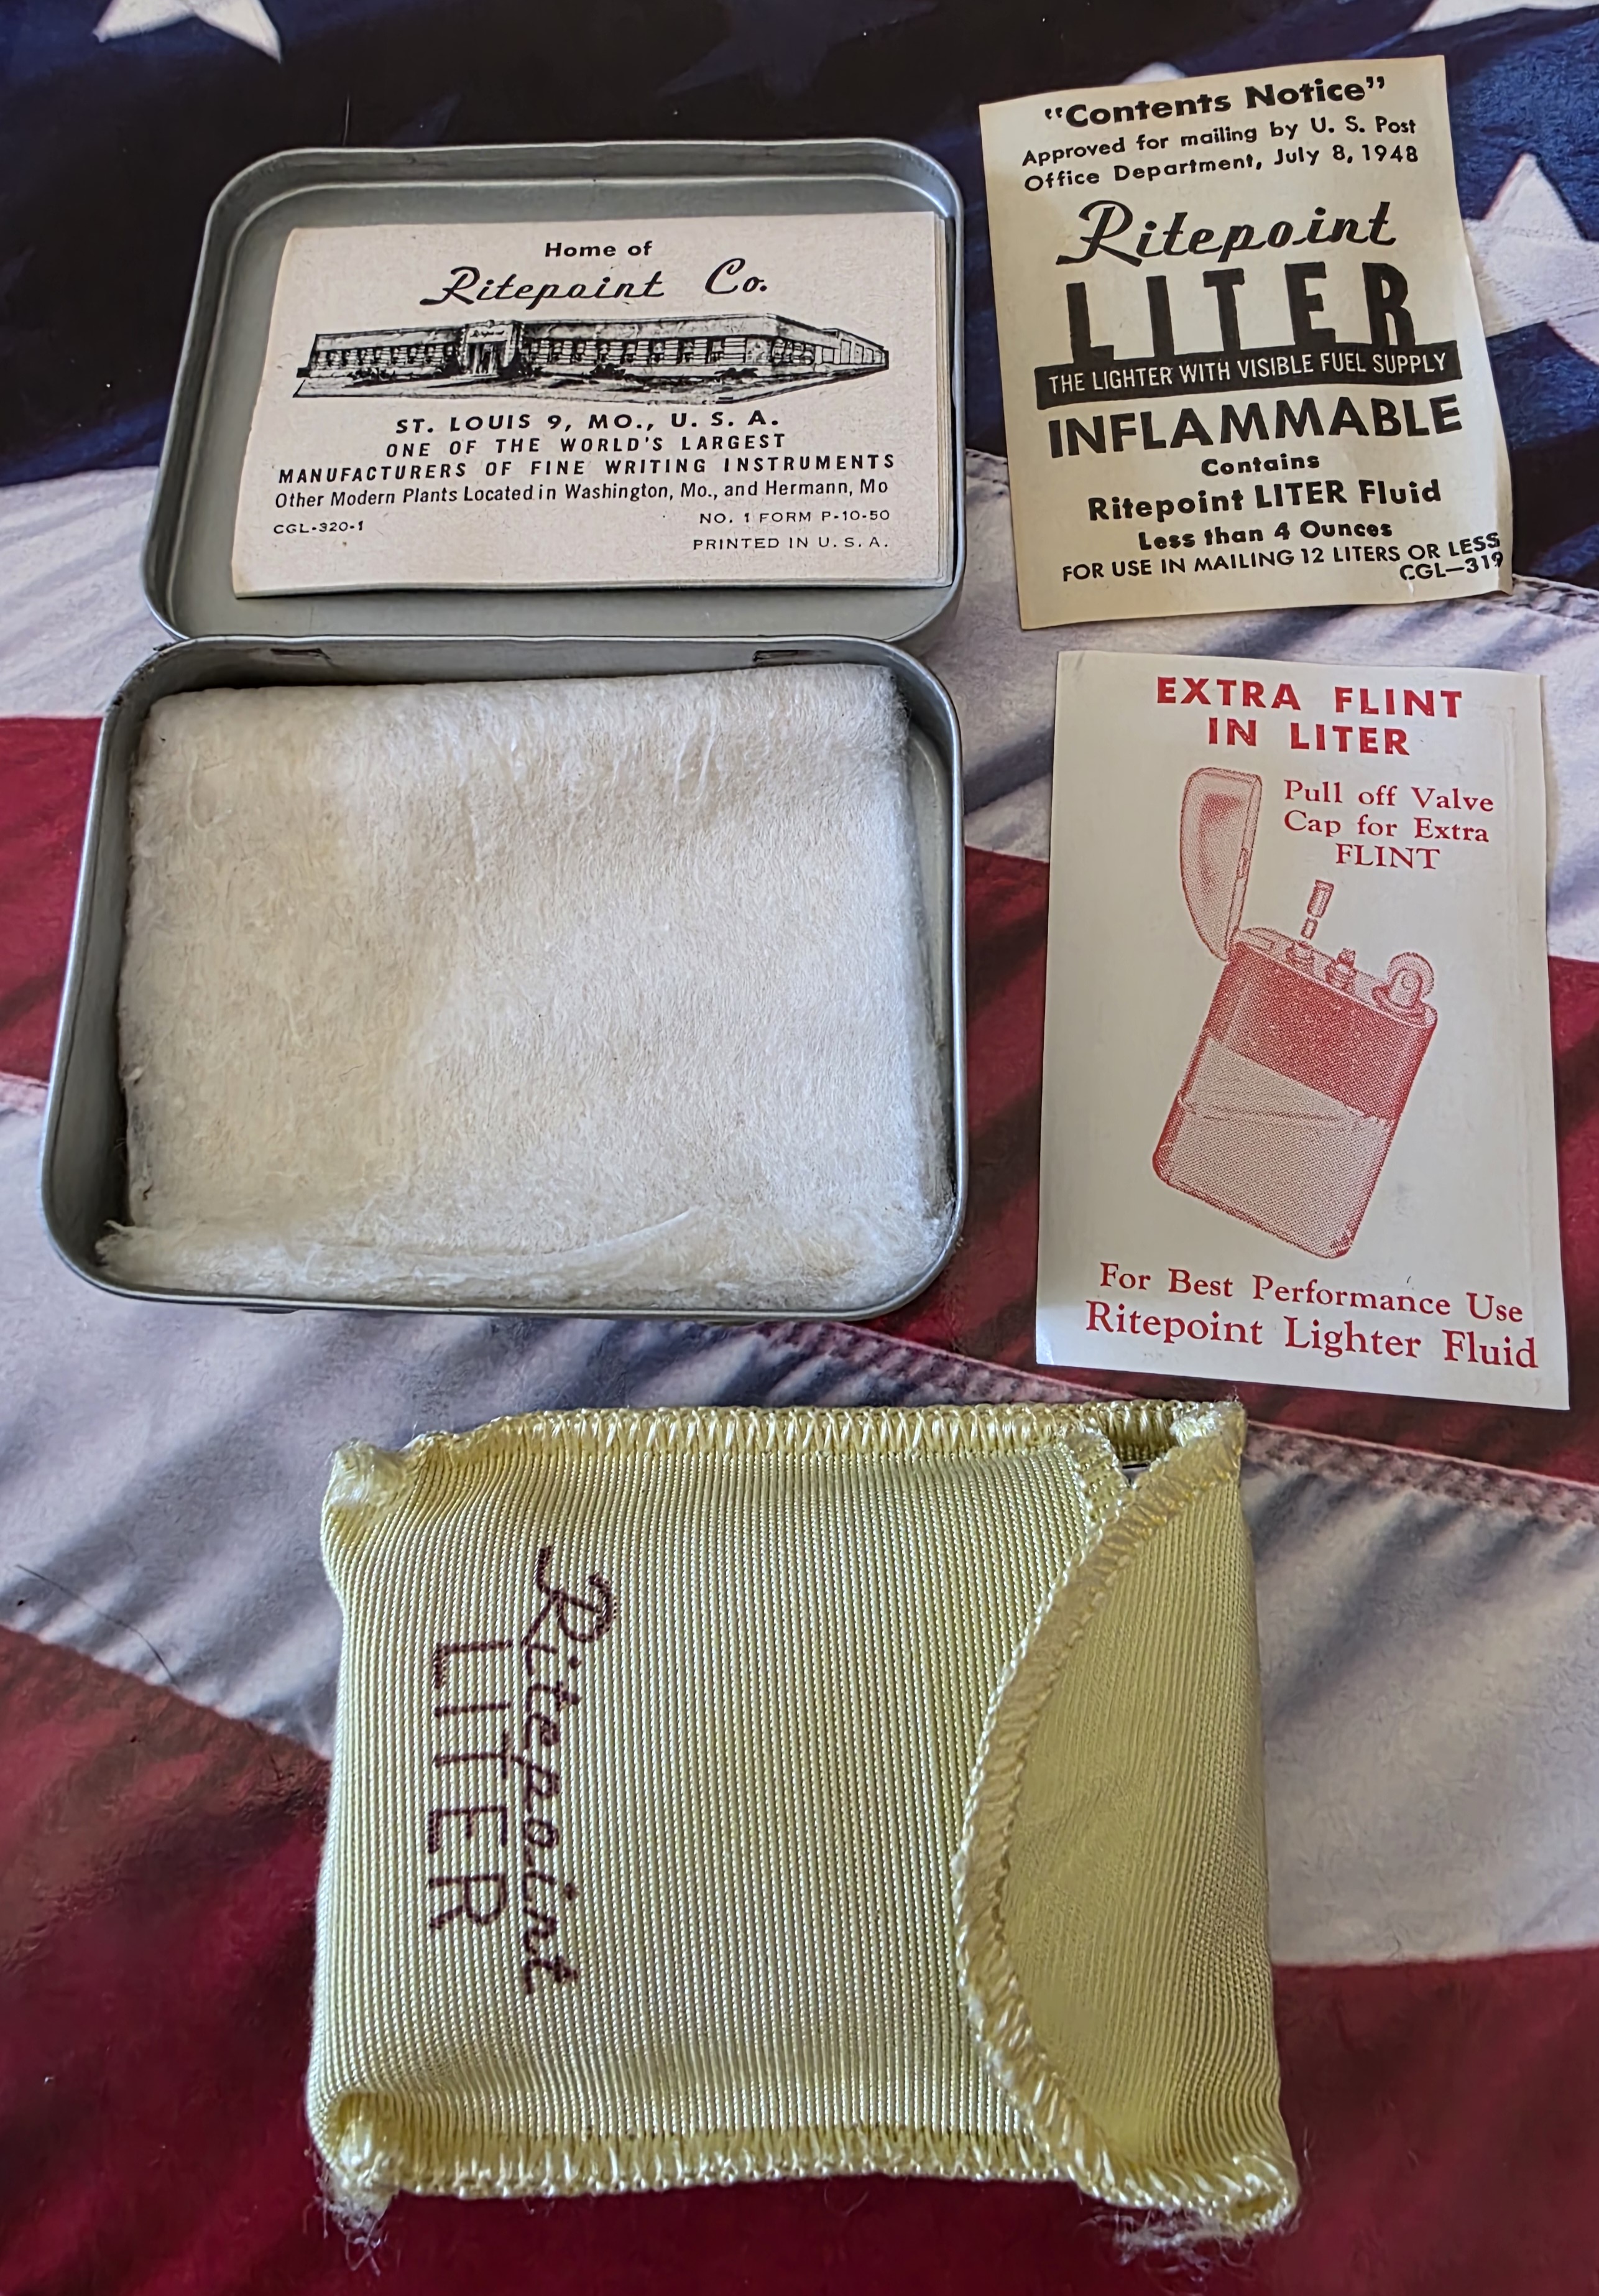 Home of
Ritepoint Co.
ST. LOUIS 9, MO., U. S. A.
ONE OF THE WORLD'S LARGEST
MANUFACTURERS OF FINE WRITING INSTRUMENTS
Other Modern Plants Located in Washington, Mo., and Hermann, Mo
CGL-320-1
NO. 1 FORM P-10-50
PRINTED IN U. S. A.
"Contents Notice"
Approved for mailing by U. S. Post
Office Department, July 8, 1948
Ritepoint
LITER
THE LIGHTER WITH VISIBLE FUEL SUPPLY
INFLAMMABLE
Contains
Ritepoint LITER Fluid
Less than 4 Ounces
FOR USE IN MAILING 12 LITERS OR LESS
CGL—319
EXTRA FLINT
IN LITER
Pull off Valve
Cap for Extra
FLINT
For Best Performance Use
Ritepoint Lighter Fluid
Ritepoint
LITER